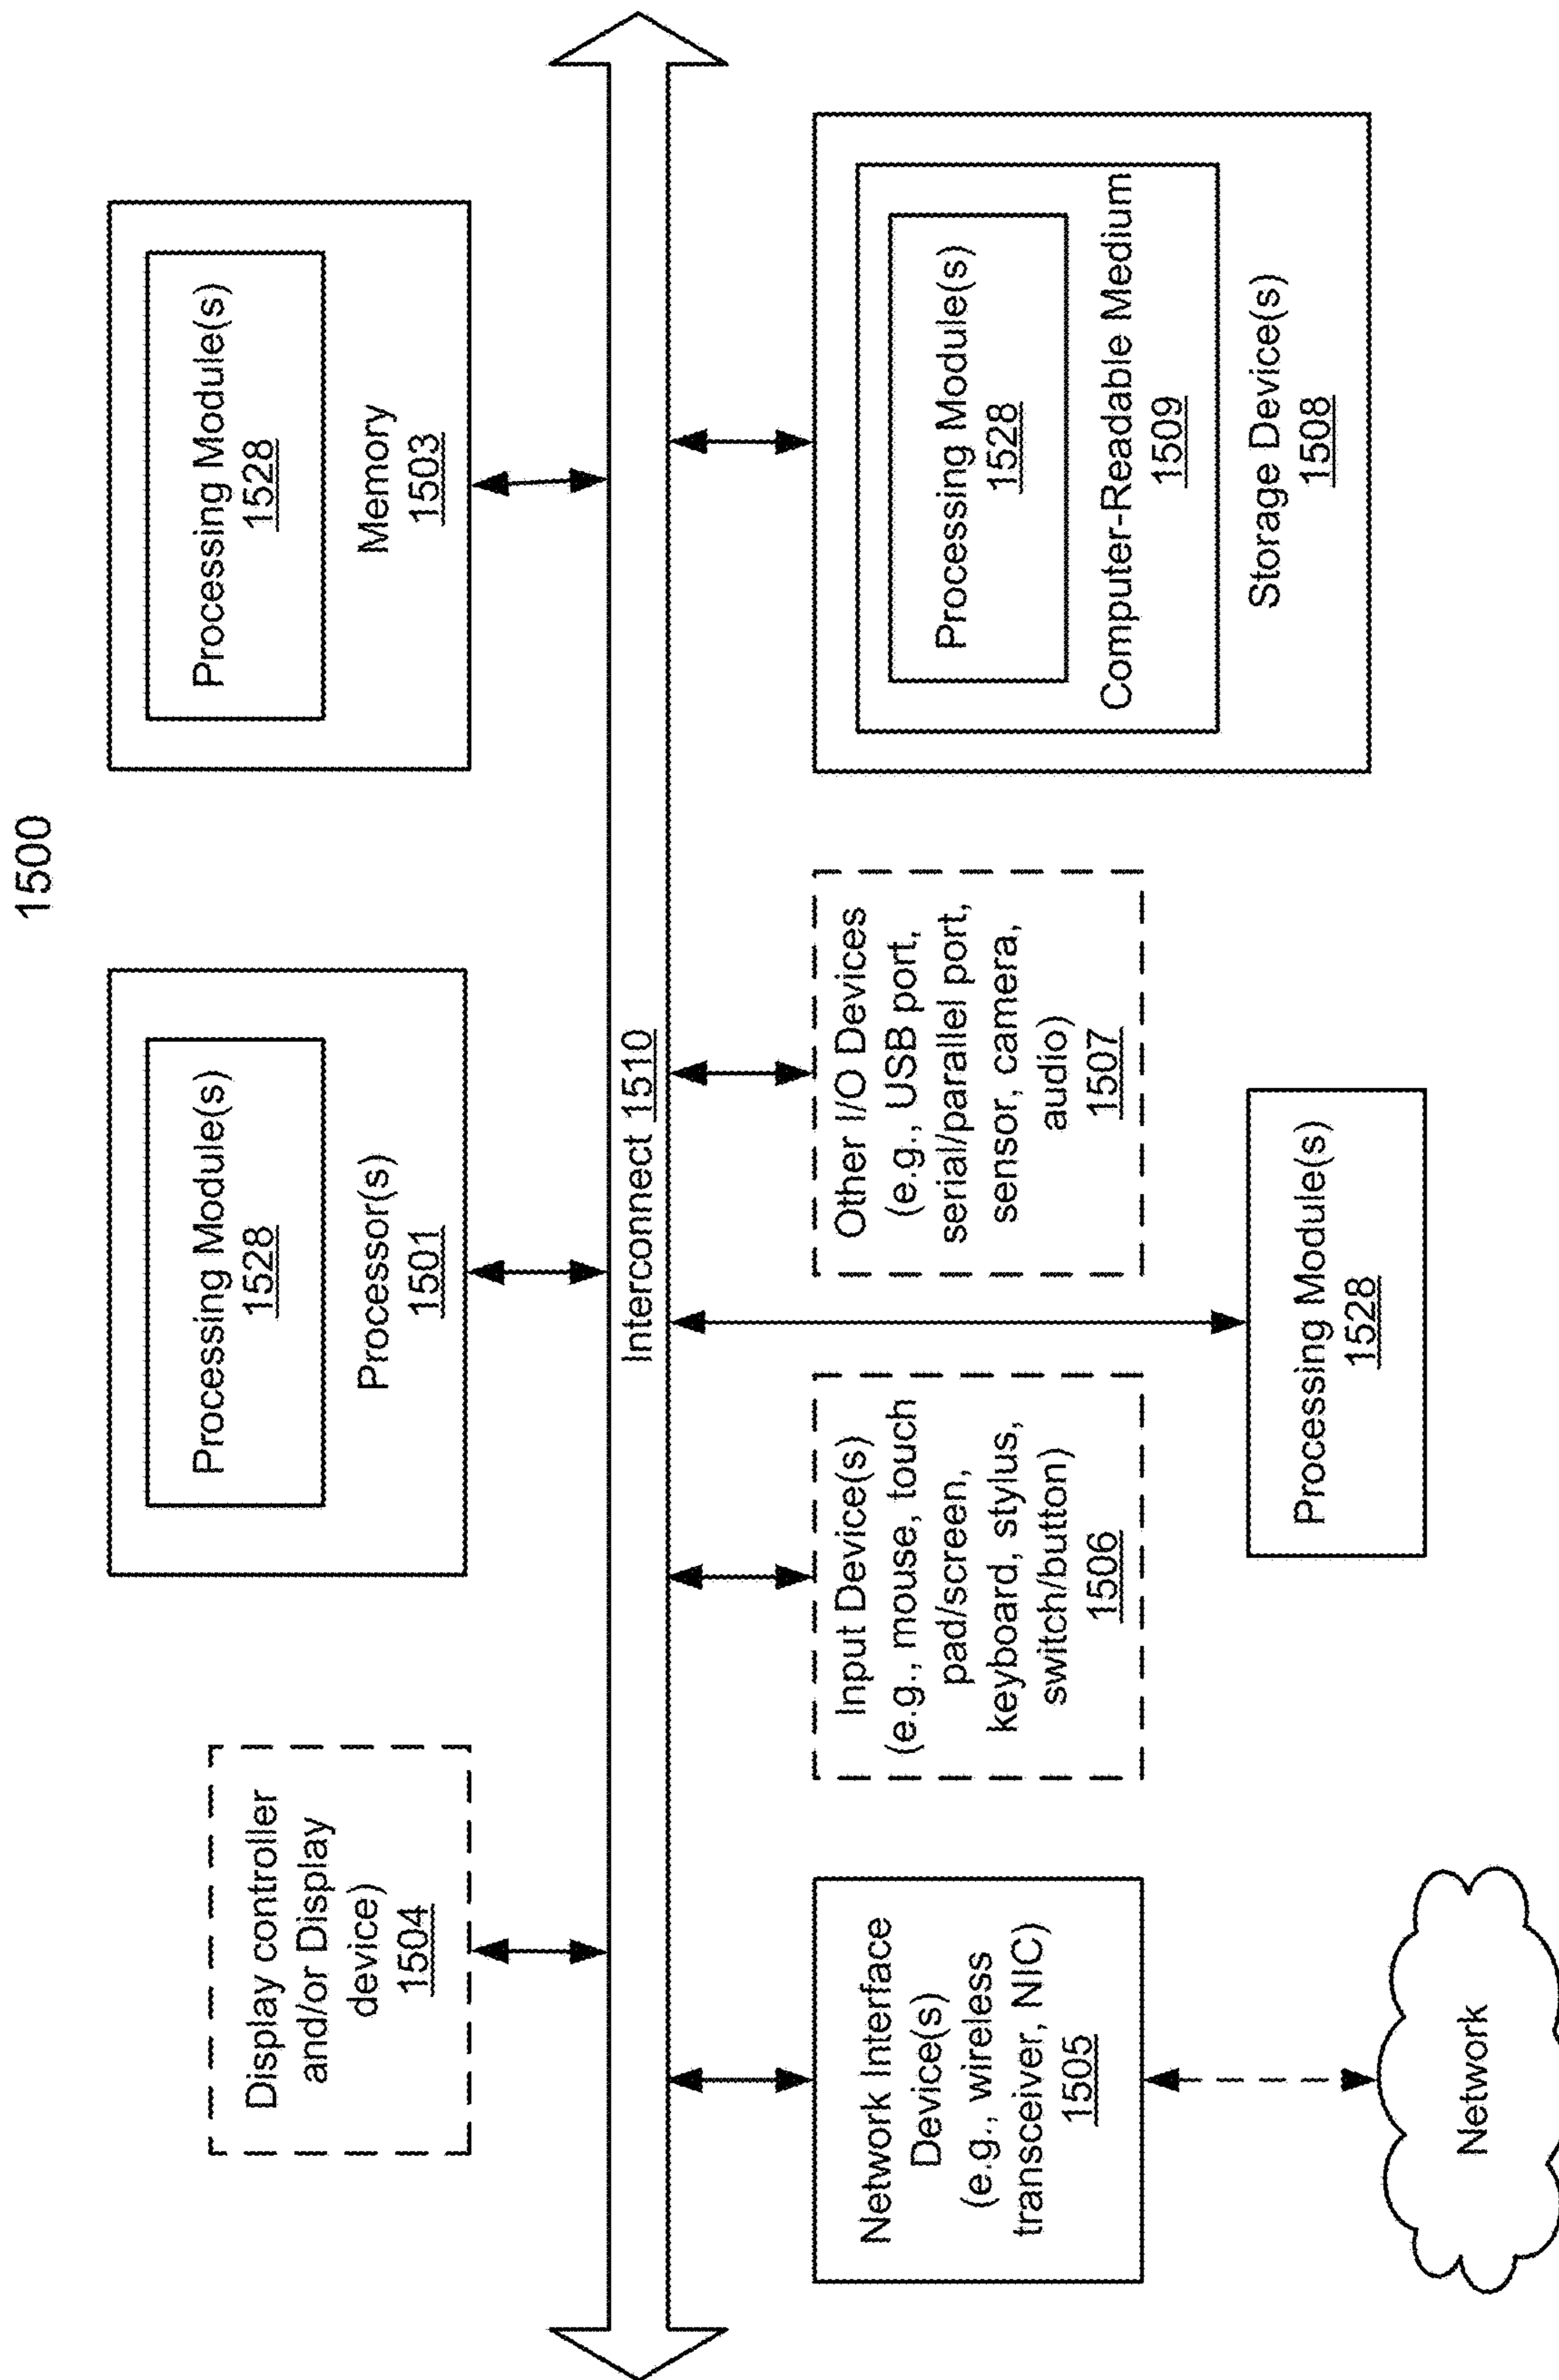 1500
Display controller
and/or Display
device)
1504
Processing Module(s)
1528
Processor(s)
1501
Processing Module(s)
1528
Memory
1503
Interconnect 1510
Network Interface
Device(s)
(e.g., wireless
transceiver, NIC)
1505
Input Device(s)
(e.g., mouse, touch
pad/screen,
keyboard, stylus,
switch/button)
1506
Other I/O Devices
(e.g., USB port,
serial/parallel port,
sensor, camera,
audio)
1507
Processing Module(s)
1528
Computer-Readable Medium
1509
Storage Device(s)
1508
Processing Module(s)
1528
Network